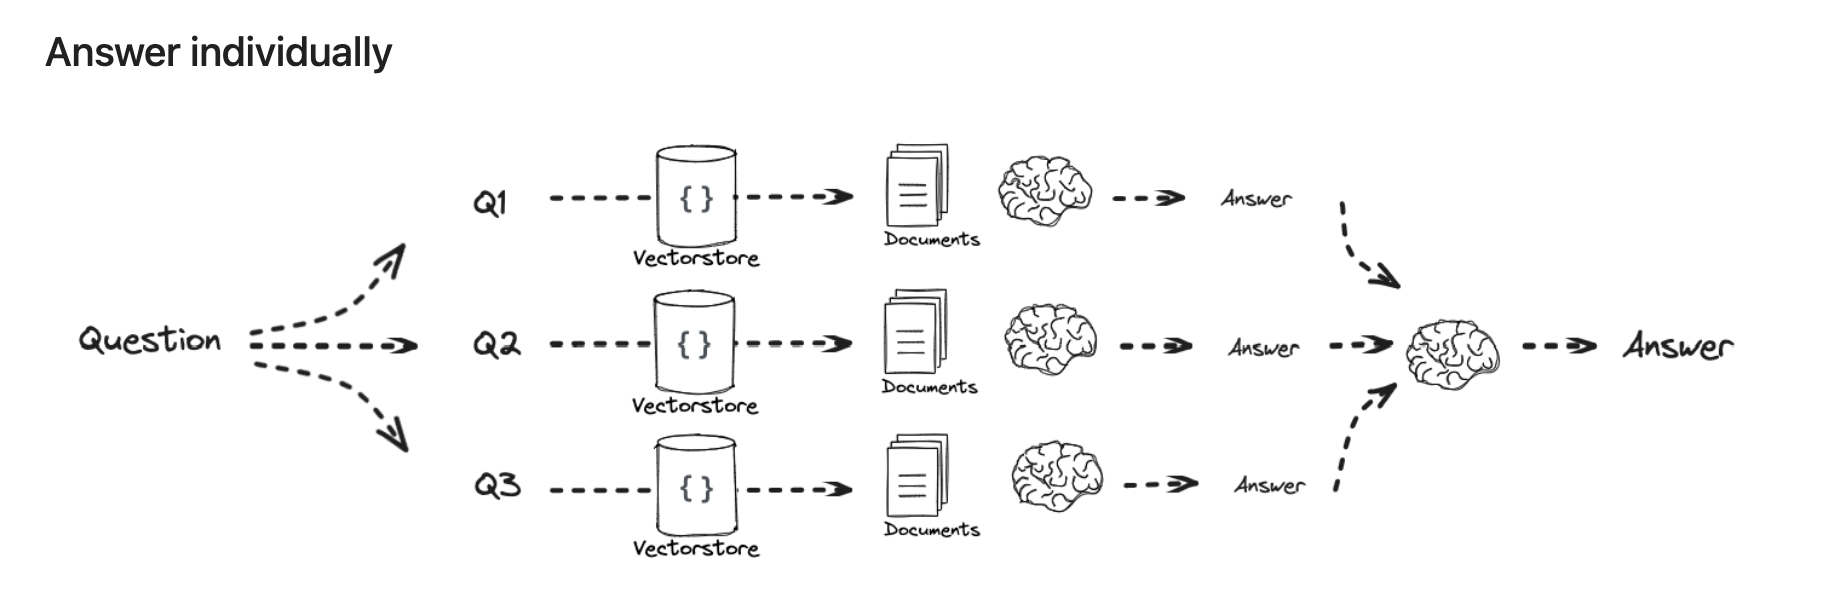 Answer individually
Question
Q1
{}
Vectorstore
Documents
Answer
Q2
{}
Vectorstore
Documents
Answer
Q3
{}
Vectorstore
Documents
Answer
Answer